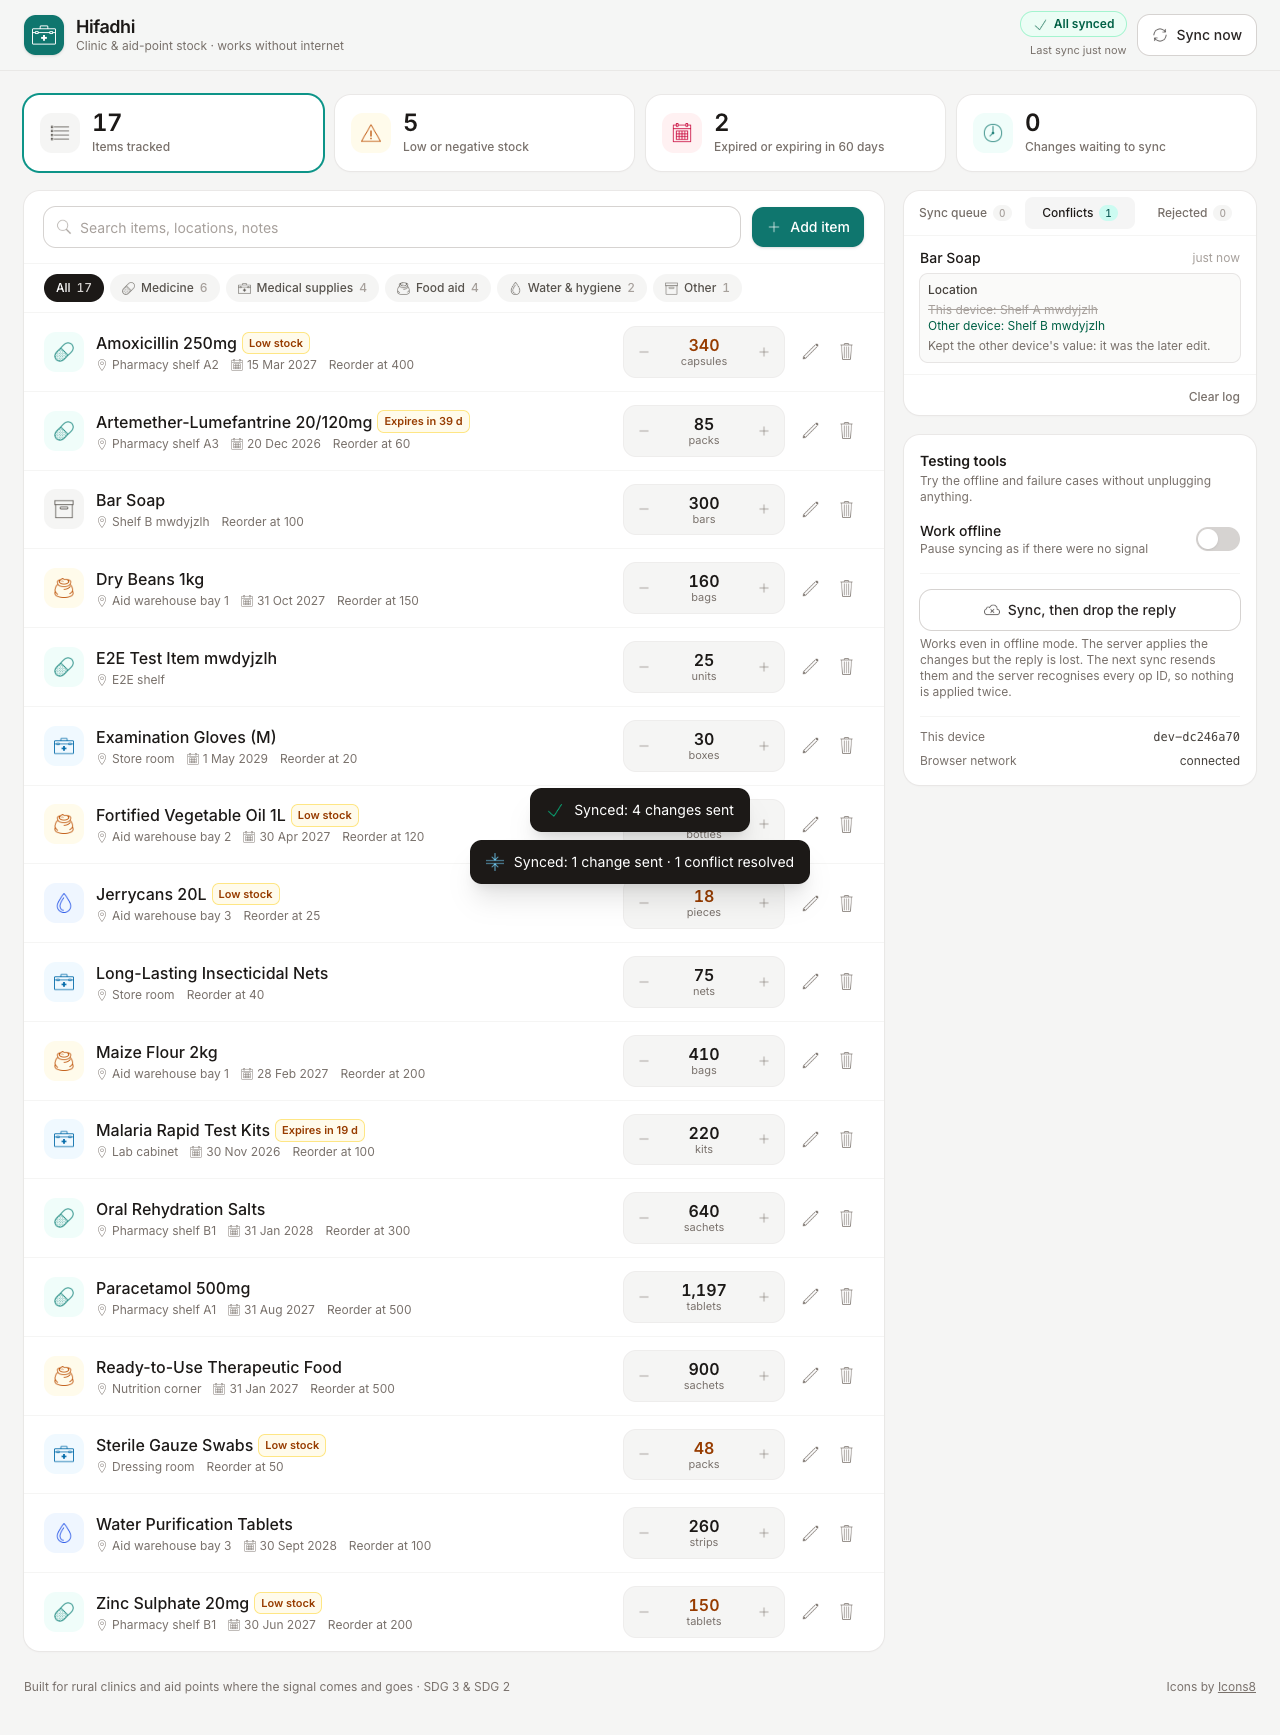 Hifadhi
Clinic & aid-point stock · works without internet
All synced
Last sync just now
Sync now
17
Items tracked
5
Low or negative stock
2
Expired or expiring in 60 days
0
Changes waiting to sync
Search items, locations, notes
Add item
All 17
Medicine 6
Medical supplies 4
Food aid 4
Water & hygiene 2
Other 1
Amoxicillin 250mg Low stock
Pharmacy shelf A2 15 Mar 2027 Reorder at 400
340
capsules
Artemether-Lumefantrine 20/120mg Expires in 39 d
Pharmacy shelf A3 20 Dec 2026 Reorder at 60
85
packs
Bar Soap
Shelf B mwdyjzlh Reorder at 100
300
bars
Dry Beans 1kg
Aid warehouse bay 1 31 Oct 2027 Reorder at 150
160
bags
E2E Test Item mwdyjzlh
E2E shelf
25
units
Examination Gloves (M)
Store room 1 May 2029 Reorder at 20
30
boxes
Fortified Vegetable Oil 1L Low stock
Aid warehouse bay 2 30 Apr 2027 Reorder at 120
bottles
Synced: 4 changes sent
Synced: 1 change sent · 1 conflict resolved
Jerrycans 20L Low stock
Aid warehouse bay 3 Reorder at 25
18
pieces
Long-Lasting Insecticidal Nets
Store room Reorder at 40
75
nets
Maize Flour 2kg
Aid warehouse bay 1 28 Feb 2027 Reorder at 200
410
bags
Malaria Rapid Test Kits Expires in 19 d
Lab cabinet 30 Nov 2026 Reorder at 100
220
kits
Oral Rehydration Salts
Pharmacy shelf B1 31 Jan 2028 Reorder at 300
640
sachets
Paracetamol 500mg
Pharmacy shelf A1 31 Aug 2027 Reorder at 500
1,197
tablets
Ready-to-Use Therapeutic Food
Nutrition corner 31 Jan 2027 Reorder at 500
900
sachets
Sterile Gauze Swabs Low stock
Dressing room Reorder at 50
48
packs
Water Purification Tablets
Aid warehouse bay 3 30 Sept 2028 Reorder at 100
260
strips
Zinc Sulphate 20mg Low stock
Pharmacy shelf B1 30 Jun 2027 Reorder at 200
150
tablets
Sync queue 0
Conflicts 1
Rejected 0
Bar Soap just now
Location
This device: Shelf A mwdyjzlh
Other device: Shelf B mwdyjzlh
Kept the other device's value: it was the later edit.
Clear log
Testing tools
Try the offline and failure cases without unplugging
anything.
Work offline
Pause syncing as if there were no signal
Sync, then drop the reply
Works even in offline mode. The server applies the
changes but the reply is lost. The next sync resends
them and the server recognises every op ID, so nothing
is applied twice.
This device dev-dc246a70
Browser network connected
Built for rural clinics and aid points where the signal comes and goes · SDG 3 & SDG 2
Icons by Icons8